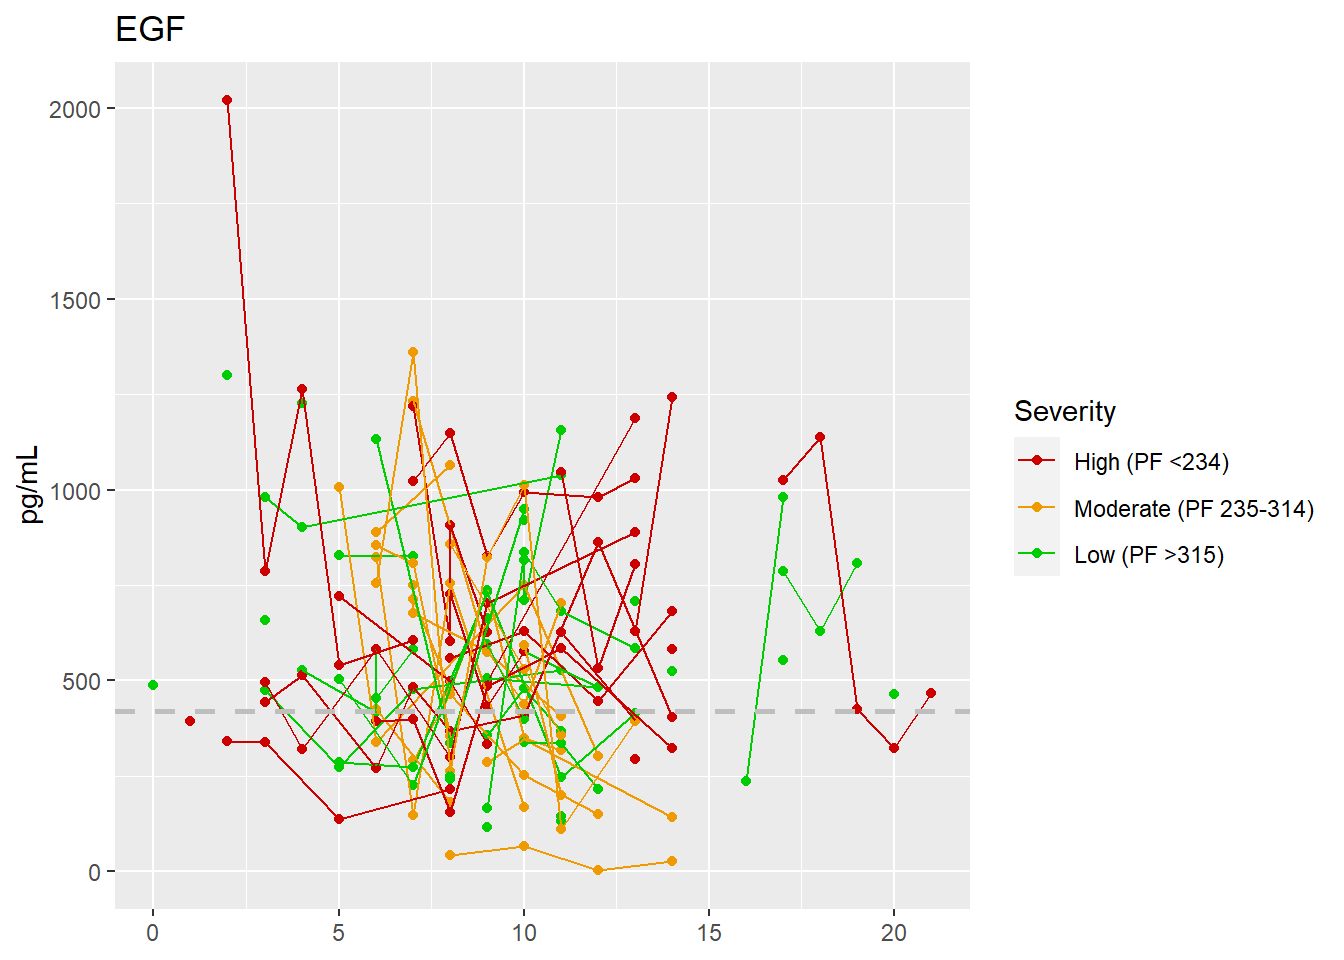 EGF
2000
1500
1000
500
0
pg/mL
0 5 10 15 20
Severity
High (PF <234)
Moderate (PF 235-314)
Low (PF >315)